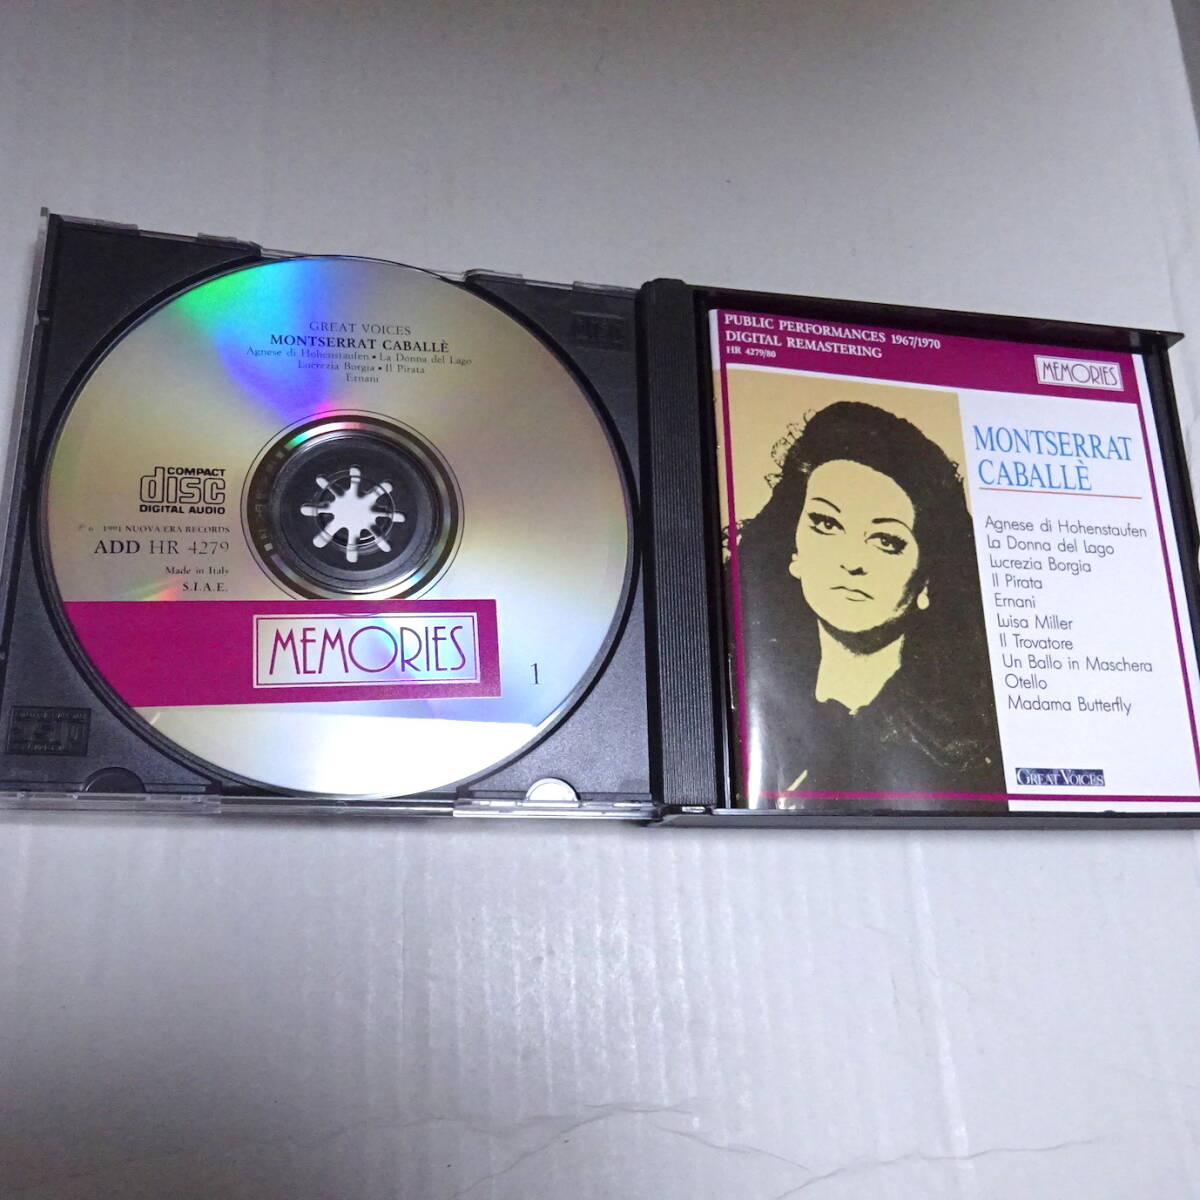 GREAT VOICES
MONTSERRAT CABALLÈ
Agnese di Hohenstaufen • La Donna del Lago
Lucrezia Borgia • Il Pirata
Ernani
COMPACT
disc
DIGITAL AUDIO
1991 NUOVA ERA RECORDS
ADD HR 4279
Made in Italy
S.I.A.E.
MEMORIES
1
PUBLIC PERFORMANCES 1967/1970
DIGITAL REMASTERING
HR 4279/80
MEMORIES
MONTSERRAT
CABALLÈ
Agnese di Hohenstaufen
La Donna del Lago
Lucrezia Borgia
Il Pirata
Ernani
Luisa Miller
Il Trovatore
Un Ballo in Maschera
Otello
Madama Butterfly
GREAT VOICES